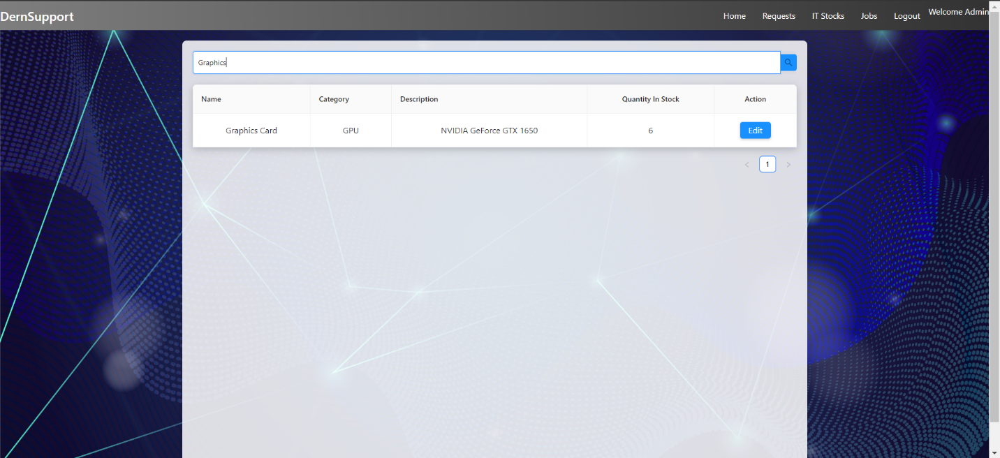 DernSupport
Home Requests IT Stocks Jobs Logout Welcome Admin
Graphics
Name Category Description Quantity In Stock Action
Graphics Card GPU NVIDIA GeForce GTX 1650 6 Edit
1